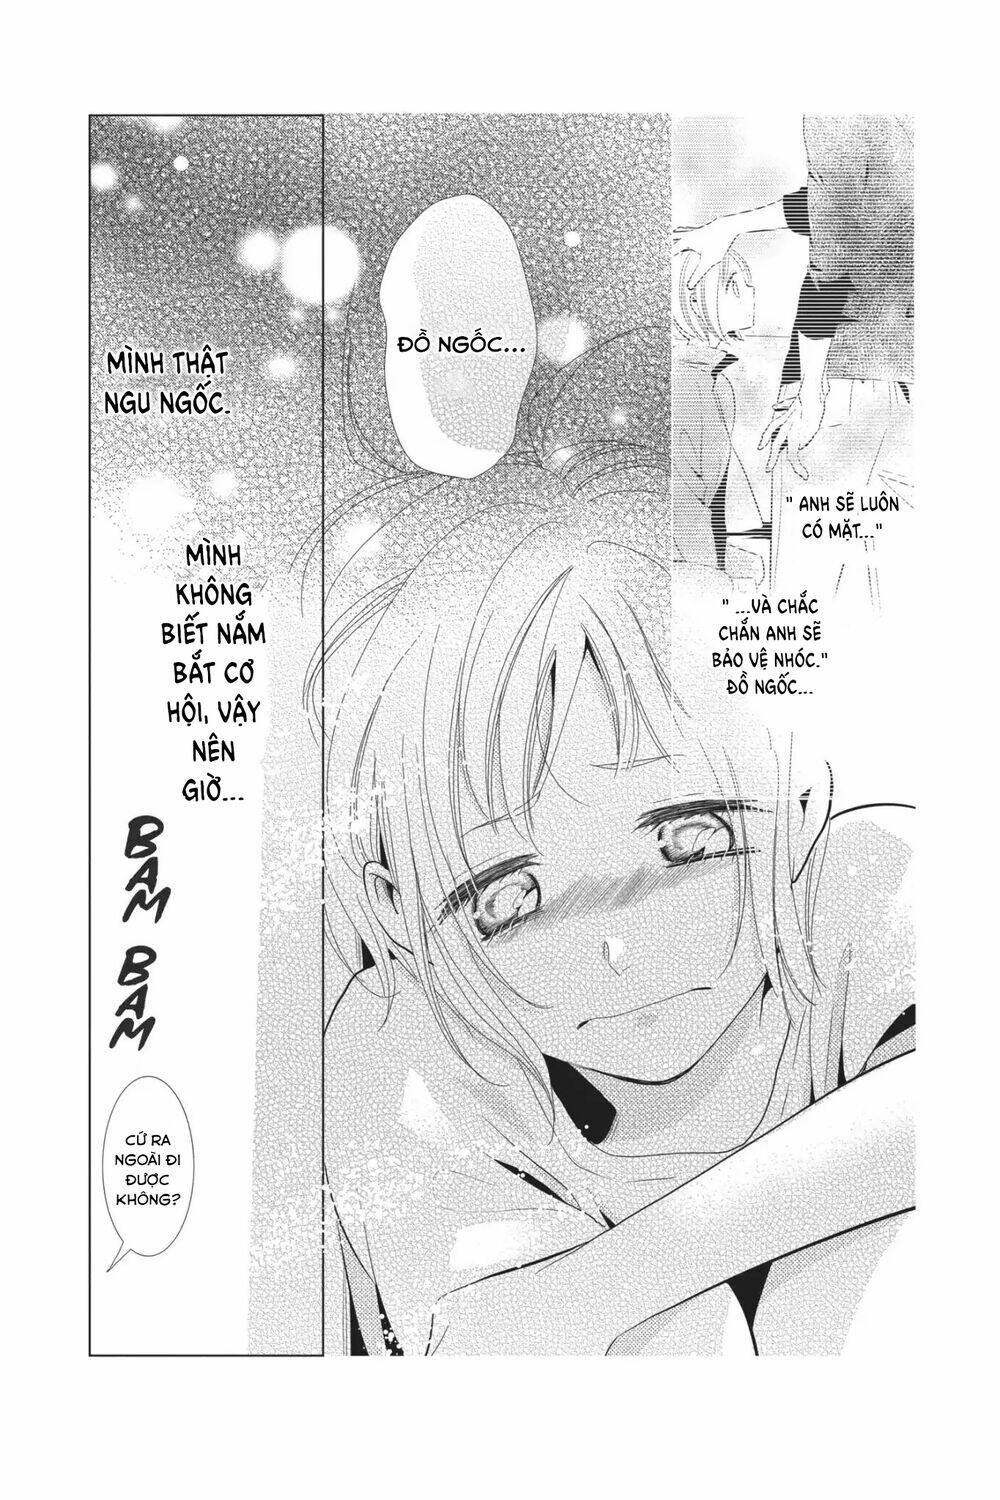 " ANH SẼ LUÔN
CÓ MẶT..."
" ...VÀ CHẮC
CHẮN ANH SẼ
BẢO VỆ NHÓC."
ĐỒ NGỐC...
ĐỒ NGỐC...
MÌNH THẬT
NGU NGỐC.
MÌNH
KHÔNG
BIẾT NẮM
BẮT CƠ
HỘI, VẬY
NÊN
GIỜ...
BAM
BAM
CỨ RA
NGOÀI ĐI
ĐƯỢC
KHÔNG?